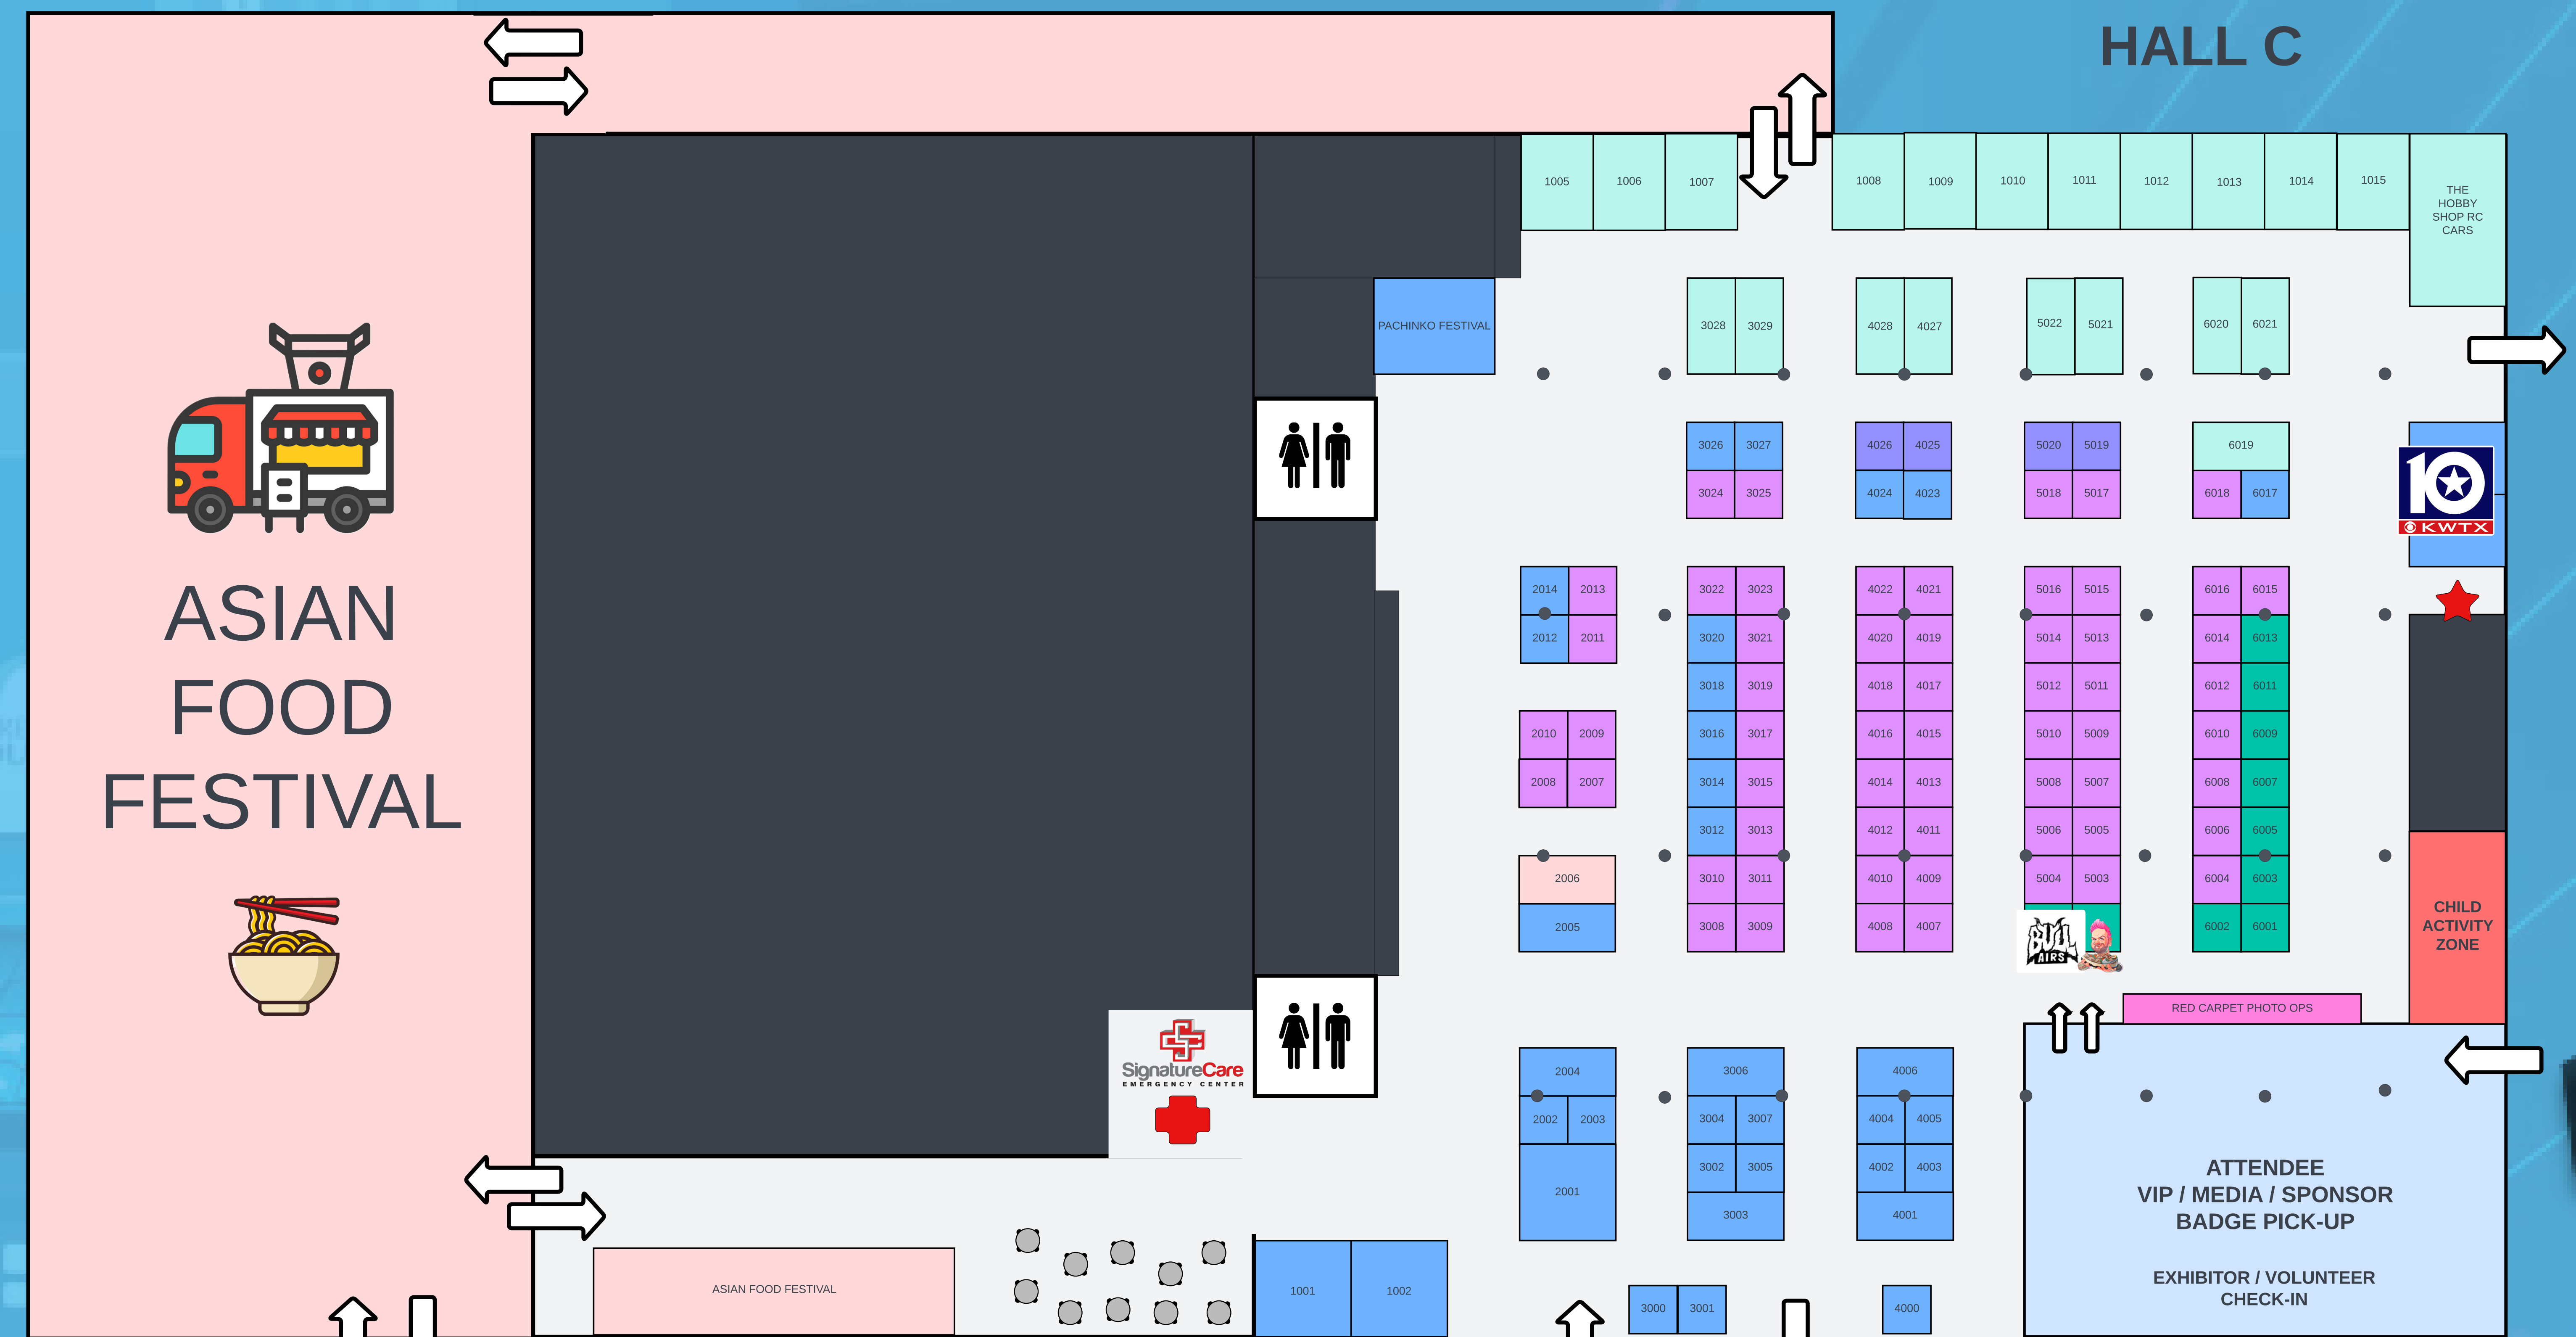 HALL C
1005 1006 1007 1008 1009 1010 1011 1012 1013 1014 1015
THE
HOBBY
SHOP RC
CARS
PACHINKO FESTIVAL
3028 3029 4028 4027 5022 5021 6020 6021
3026 3027 4026 4025 5020 5019 6019
3024 3025 4024 4023 5018 5017 6018 6017
10
KWTX
ASIAN
FOOD
FESTIVAL
2014 2013 3022 3023 4022 4021 5016 5015 6016 6015
2012 2011 3020 3021 4020 4019 5014 5013 6014 6013
3018 3019 4018 4017 5012 5011 6012 6011
2010 2009 3016 3017 4016 4015 5010 5009 6010 6009
2008 2007 3014 3015 4014 4013 5008 5007 6008 6007
3012 3013 4012 4011 5006 5005 6006 6005
2006 3010 3011 4010 4009 5004 5003 6004 6003
2005 3008 3009 4008 4007 6002 6001
BULL
AIRS
CHILD
ACTIVITY
ZONE
RED CARPET PHOTO OPS
SignatureCare
EMERGENCY CENTER
2004 3006 4006
2002 2003 3004 3007 4004 4005
3002 3005 4002 4003
2001 3003 4001
ATTENDEE
VIP / MEDIA / SPONSOR
BADGE PICK-UP
EXHIBITOR / VOLUNTEER
CHECK-IN
ASIAN FOOD FESTIVAL
1001 1002
3000 3001 4000